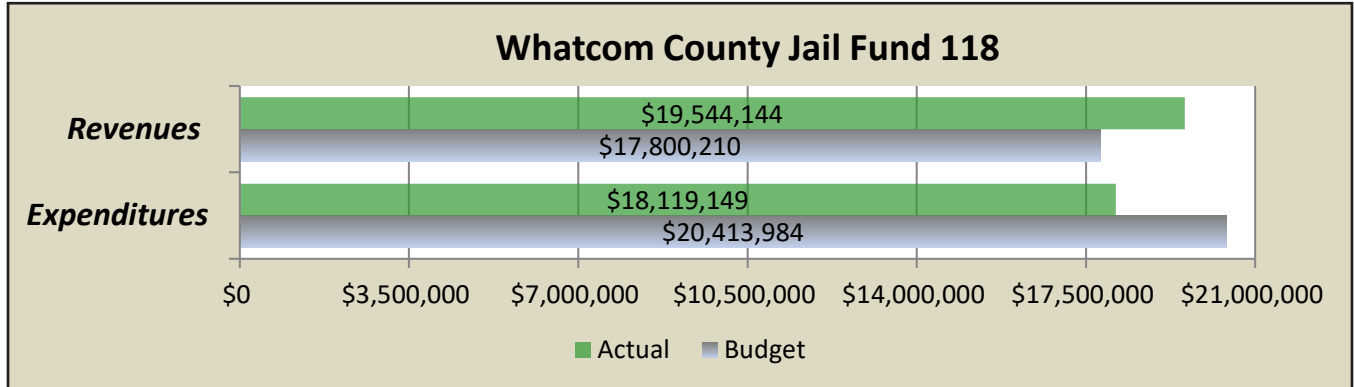 Whatcom County Jail Fund 118
Revenues
$19,544,144
$17,800,210
Expenditures
$18,119,149
$20,413,984
$0 $3,500,000 $7,000,000 $10,500,000 $14,000,000 $17,500,000 $21,000,000
Actual Budget